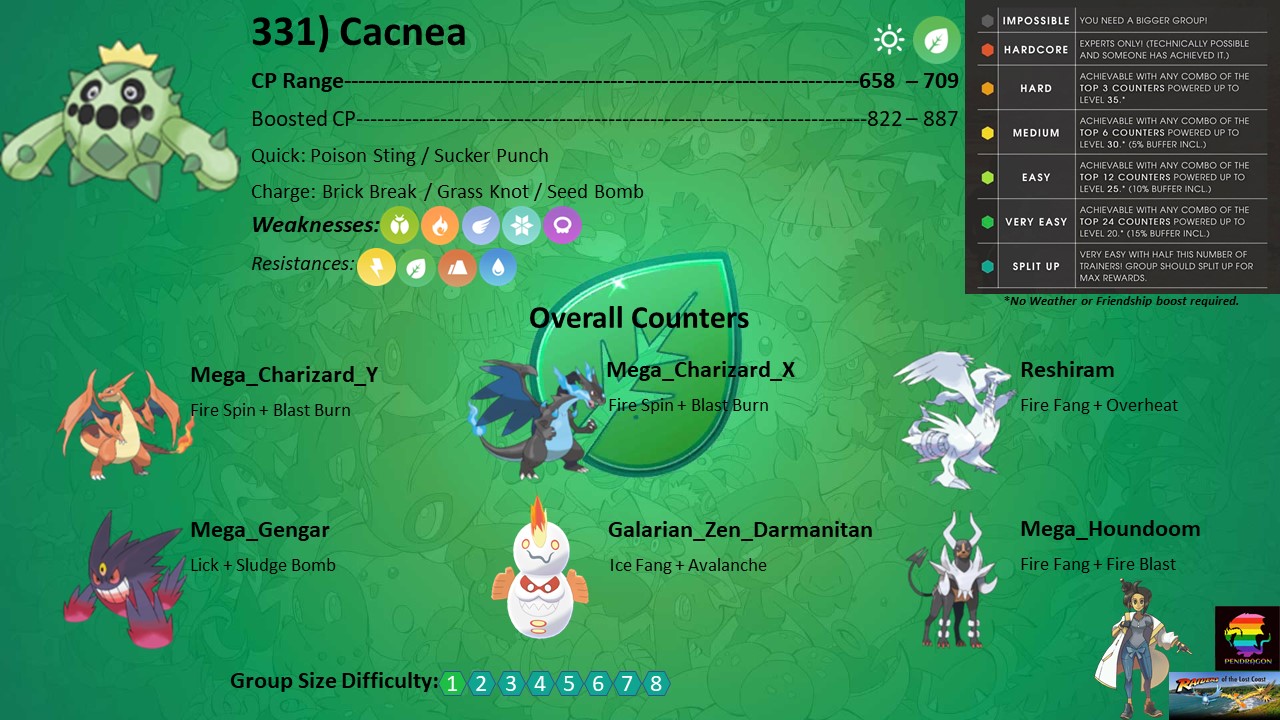 331) Cacnea
CP Range--------------------------------------------------------------------------658 – 709
Boosted CP-------------------------------------------------------------------------822 – 887
Quick: Poison Sting / Sucker Punch
Charge: Brick Break / Grass Knot / Seed Bomb
Weaknesses:
Resistances:
IMPOSSIBLE YOU NEED A BIGGER GROUP!
HARDCORE EXPERTS ONLY! (TECHNICALLY POSSIBLE
AND SOMEONE HAS ACHIEVED IT.)
HARD ACHIEVABLE WITH ANY COMBO OF THE
TOP 3 COUNTERS POWERED UP TO
LEVEL 35.*
MEDIUM ACHIEVABLE WITH ANY COMBO OF THE
TOP 6 COUNTERS POWERED UP TO
LEVEL 30.* (5% BUFFER INCL.)
EASY ACHIEVABLE WITH ANY COMBO OF THE
TOP 12 COUNTERS POWERED UP TO
LEVEL 25.* (10% BUFFER INCL.)
VERY EASY ACHIEVABLE WITH ANY COMBO OF THE
TOP 24 COUNTERS POWERED UP TO
LEVEL 20.* (15% BUFFER INCL.)
SPLIT UP VERY EASY WITH HALF THIS NUMBER OF
TRAINERS! GROUP SHOULD SPLIT UP FOR
MAX REWARDS.
*No Weather or Friendship boost required.
Overall Counters
Mega_Charizard_Y
Fire Spin + Blast Burn
Mega_Charizard_X
Fire Spin + Blast Burn
Reshiram
Fire Fang + Overheat
Mega_Gengar
Lick + Sludge Bomb
Galarian_Zen_Darmanitan
Ice Fang + Avalanche
Mega_Houndoom
Fire Fang + Fire Blast
Group Size Difficulty: 1 2 3 4 5 6 7 8
PENDRAGON
RAIDERS of the Lost Coast